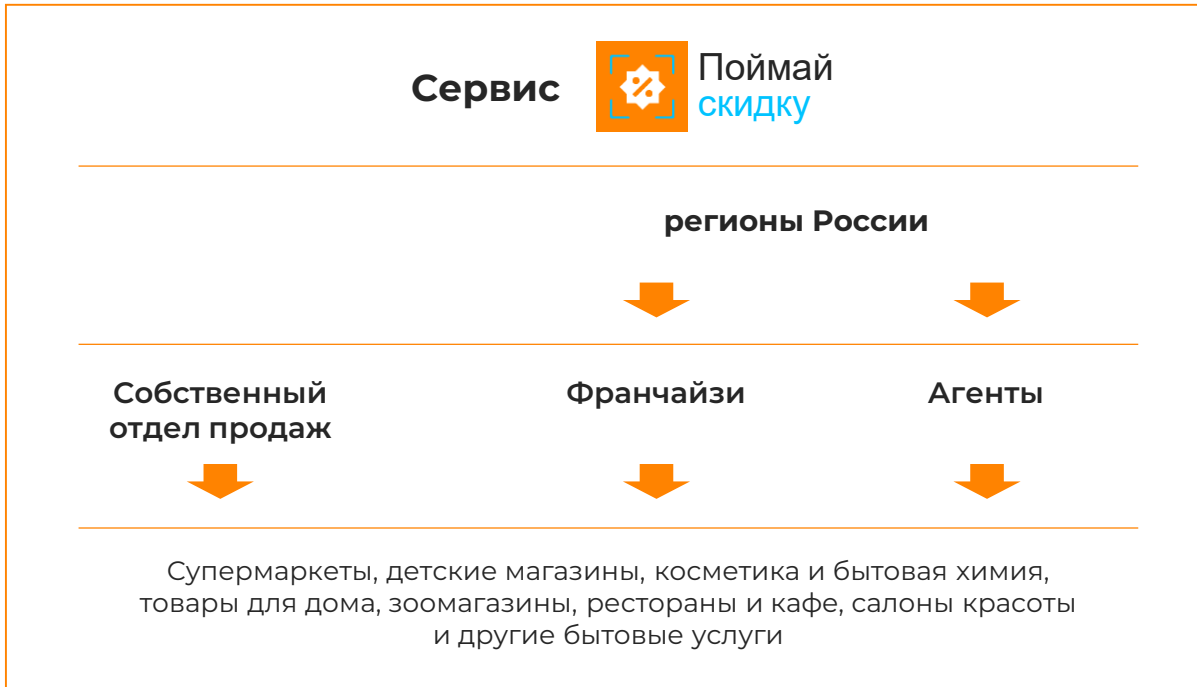 Сервис
Поймай
скидку
регионы России
Собственный
отдел продаж
Франчайзи
Агенты
Супермаркеты, детские магазины, косметика и бытовая химия,
товары для дома, зоомагазины, рестораны и кафе, салоны красоты
и другие бытовые услуги